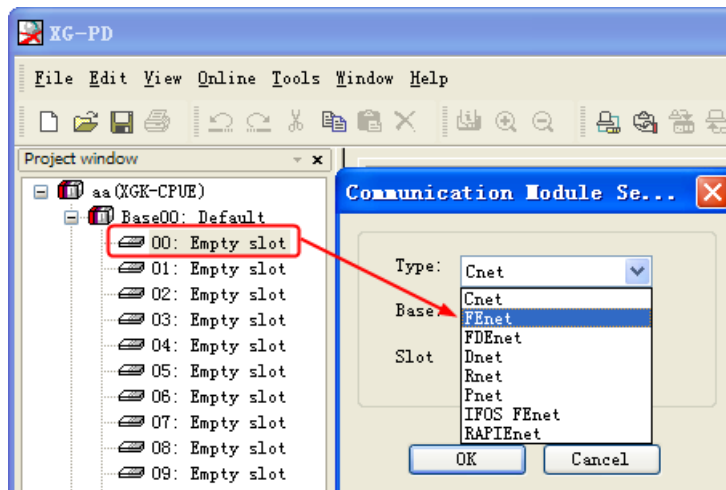 XG-PD
File Edit View Online Tools Window Help
Project window
aa(XGK-CPUE)
Base00: Default
00: Empty slot
01: Empty slot
02: Empty slot
03: Empty slot
04: Empty slot
05: Empty slot
06: Empty slot
07: Empty slot
08: Empty slot
09: Empty slot
Communication Module Se...
Type: Cnet
Cnet
Base:
FEnet
FDEnet
Slot
Dnet
Rnet
Pnet
IFOS FEnet
RAPIEnet
OK Cancel